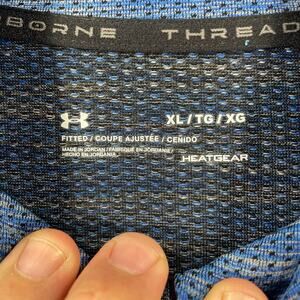 BORNE THREAD
XL / TG / XG
FITTED / COUPE AJUSTÉE / CEÑIDO
MADE IN JORDAN / FABRIQUÉ EN JORDANIE /
HECHO EN JORDANIA
HEATGEAR